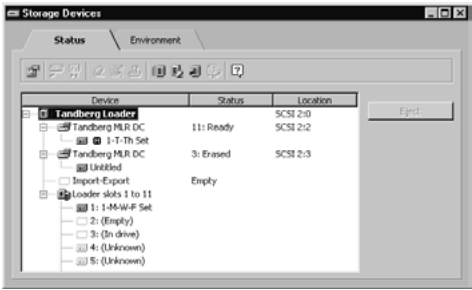 Storage Devices
Status Environment
Device Status Location
Tandberg Loader SCSI 2:0
Tandberg MLR DC 11: Ready SCSI 2:2
1-T-Th Set
Tandberg MLR DC 3: Erased SCSI 2:3
Untitled
Import-Export Empty
Loader slots 1 to 11
1: 1-M-W-F Set
2: (Empty)
3: (In drive)
4: (Unknown)
5: (Unknown)
Eject